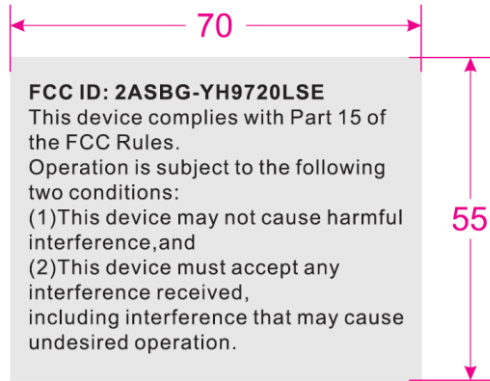 70
FCC ID: 2ASBG-YH9720LSE
This device complies with Part 15 of
the FCC Rules.
Operation is subject to the following
two conditions:
(1)This device may not cause harmful
interference,and
(2)This device must accept any
interference received,
including interference that may cause
undesired operation.
55